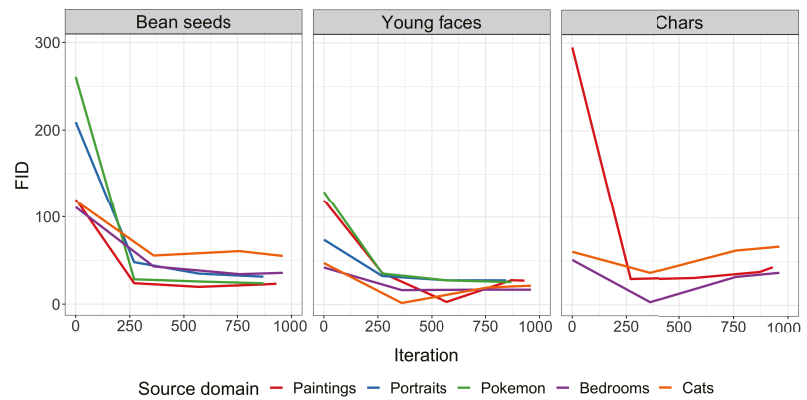 Bean seeds Young faces Chars
300
200
100
0
FID
0 250 500 750 1000 0 250 500 750 1000 0 250 500 750 1000
Iteration
Source domain Paintings Portraits Pokemon Bedrooms Cats